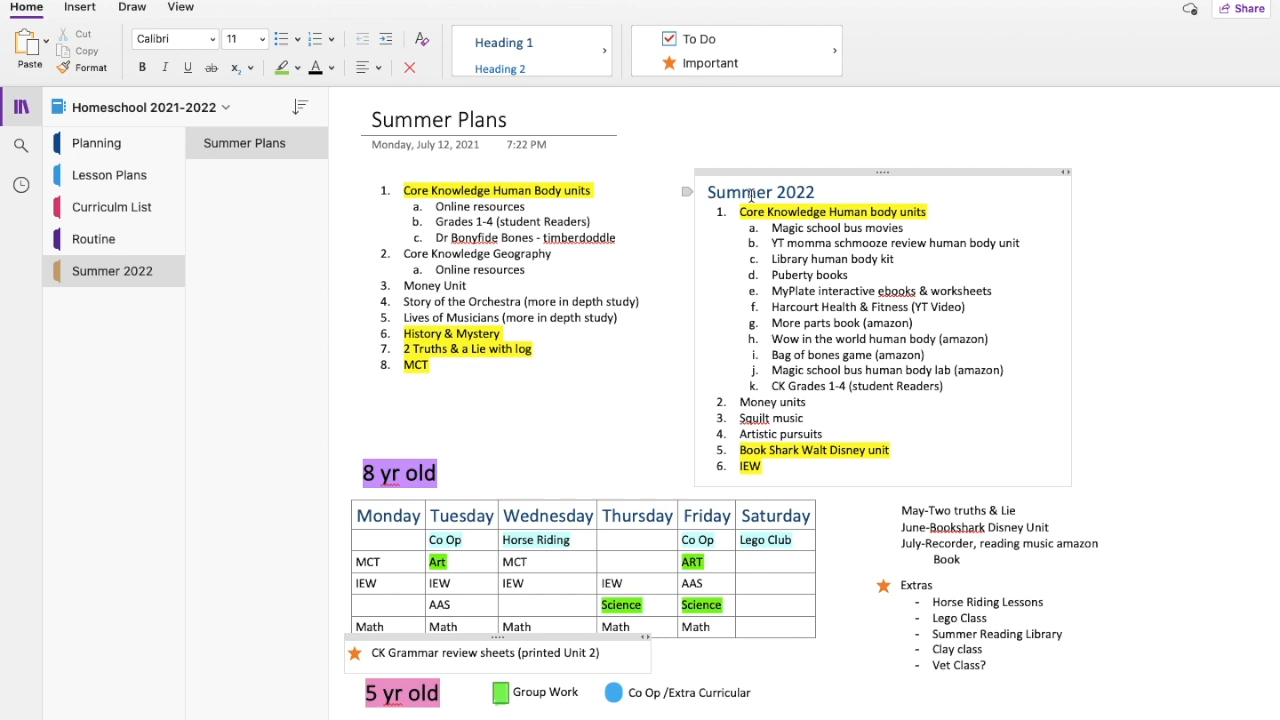 Home Insert Draw View
Share
Paste
Cut
Copy
Format
Calibri 11
B I U ab x₂ A
Heading 1
Heading 2
To Do
Important
Homeschool 2021-2022
Planning
Lesson Plans
Curriculm List
Routine
Summer 2022
Summer Plans
Summer Plans
Monday, July 12, 2021 7:22 PM
1. Core Knowledge Human Body units
a. Online resources
b. Grades 1-4 (student Readers)
c. Dr Bonyfide Bones - timberdoddle
2. Core Knowledge Geography
a. Online resources
3. Money Unit
4. Story of the Orchestra (more in depth study)
5. Lives of Musicians (more in depth study)
6. History & Mystery
7. 2 Truths & a Lie with log
8. MCT
Summer 2022
1. Core Knowledge Human body units
a. Magic school bus movies
b. YT momma schmooze review human body unit
c. Library human body kit
d. Puberty books
e. MyPlate interactive ebooks & worksheets
f. Harcourt Health & Fitness (YT Video)
g. More parts book (amazon)
h. Wow in the world human body (amazon)
i. Bag of bones game (amazon)
j. Magic school bus human body lab (amazon)
k. CK Grades 1-4 (student Readers)
2. Money units
3. Squilt music
4. Artistic pursuits
5. Book Shark Walt Disney unit
6. IEW
8 yr old
Monday Tuesday Wednesday Thursday Friday Saturday
Co Op Horse Riding Co Op Lego Club
MCT Art MCT ART
IEW IEW IEW IEW AAS
AAS Science Science
Math Math Math Math Math
CK Grammar review sheets (printed Unit 2)
5 yr old
Group Work
Co Op /Extra Curricular
May-Two truths & Lie
June-Bookshark Disney Unit
July-Recorder, reading music amazon
Book
Extras
- Horse Riding Lessons
- Lego Class
- Summer Reading Library
- Clay class
- Vet Class?